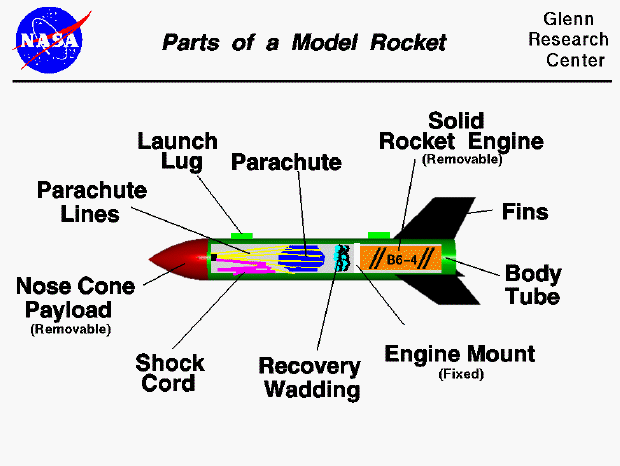 NASA
Parts of a Model Rocket
Glenn
Research
Center
Solid
Rocket Engine
(Removable)
Launch
Lug
Parachute
Parachute
Lines
Fins
//B6-4//
Body
Tube
Nose Cone
Payload
(Removable)
Shock
Cord
Recovery
Wadding
Engine Mount
(Fixed)